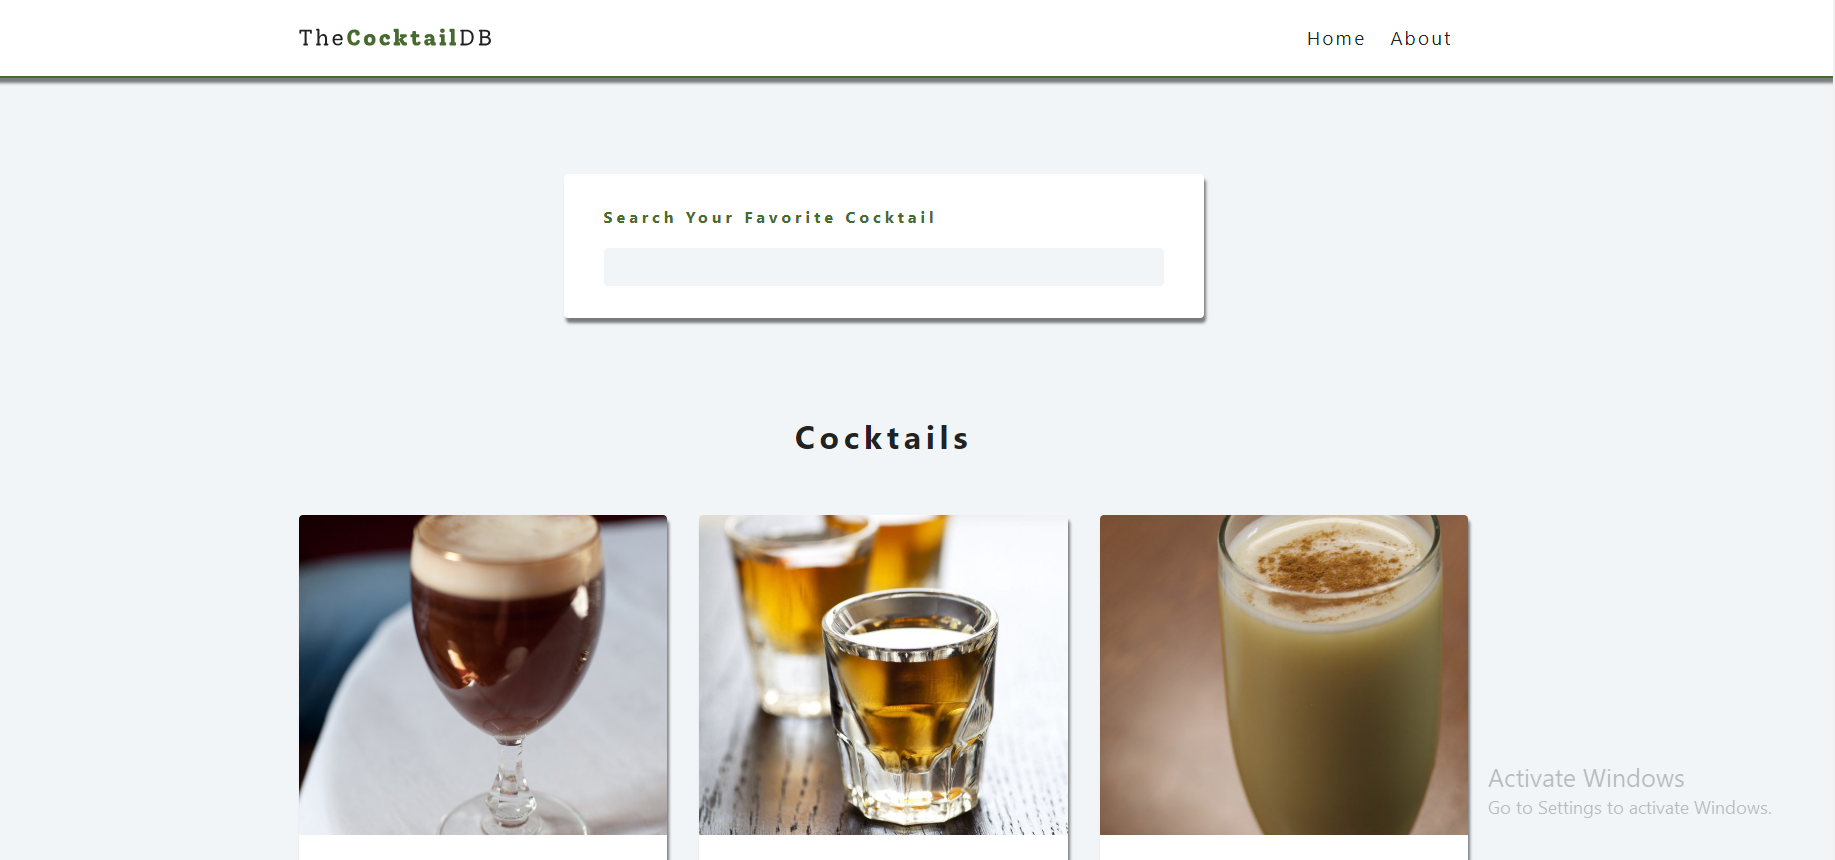 TheCocktailDB
Home About
Search Your Favorite Cocktail
Cocktails
Activate Windows
Go to Settings to activate Windows.